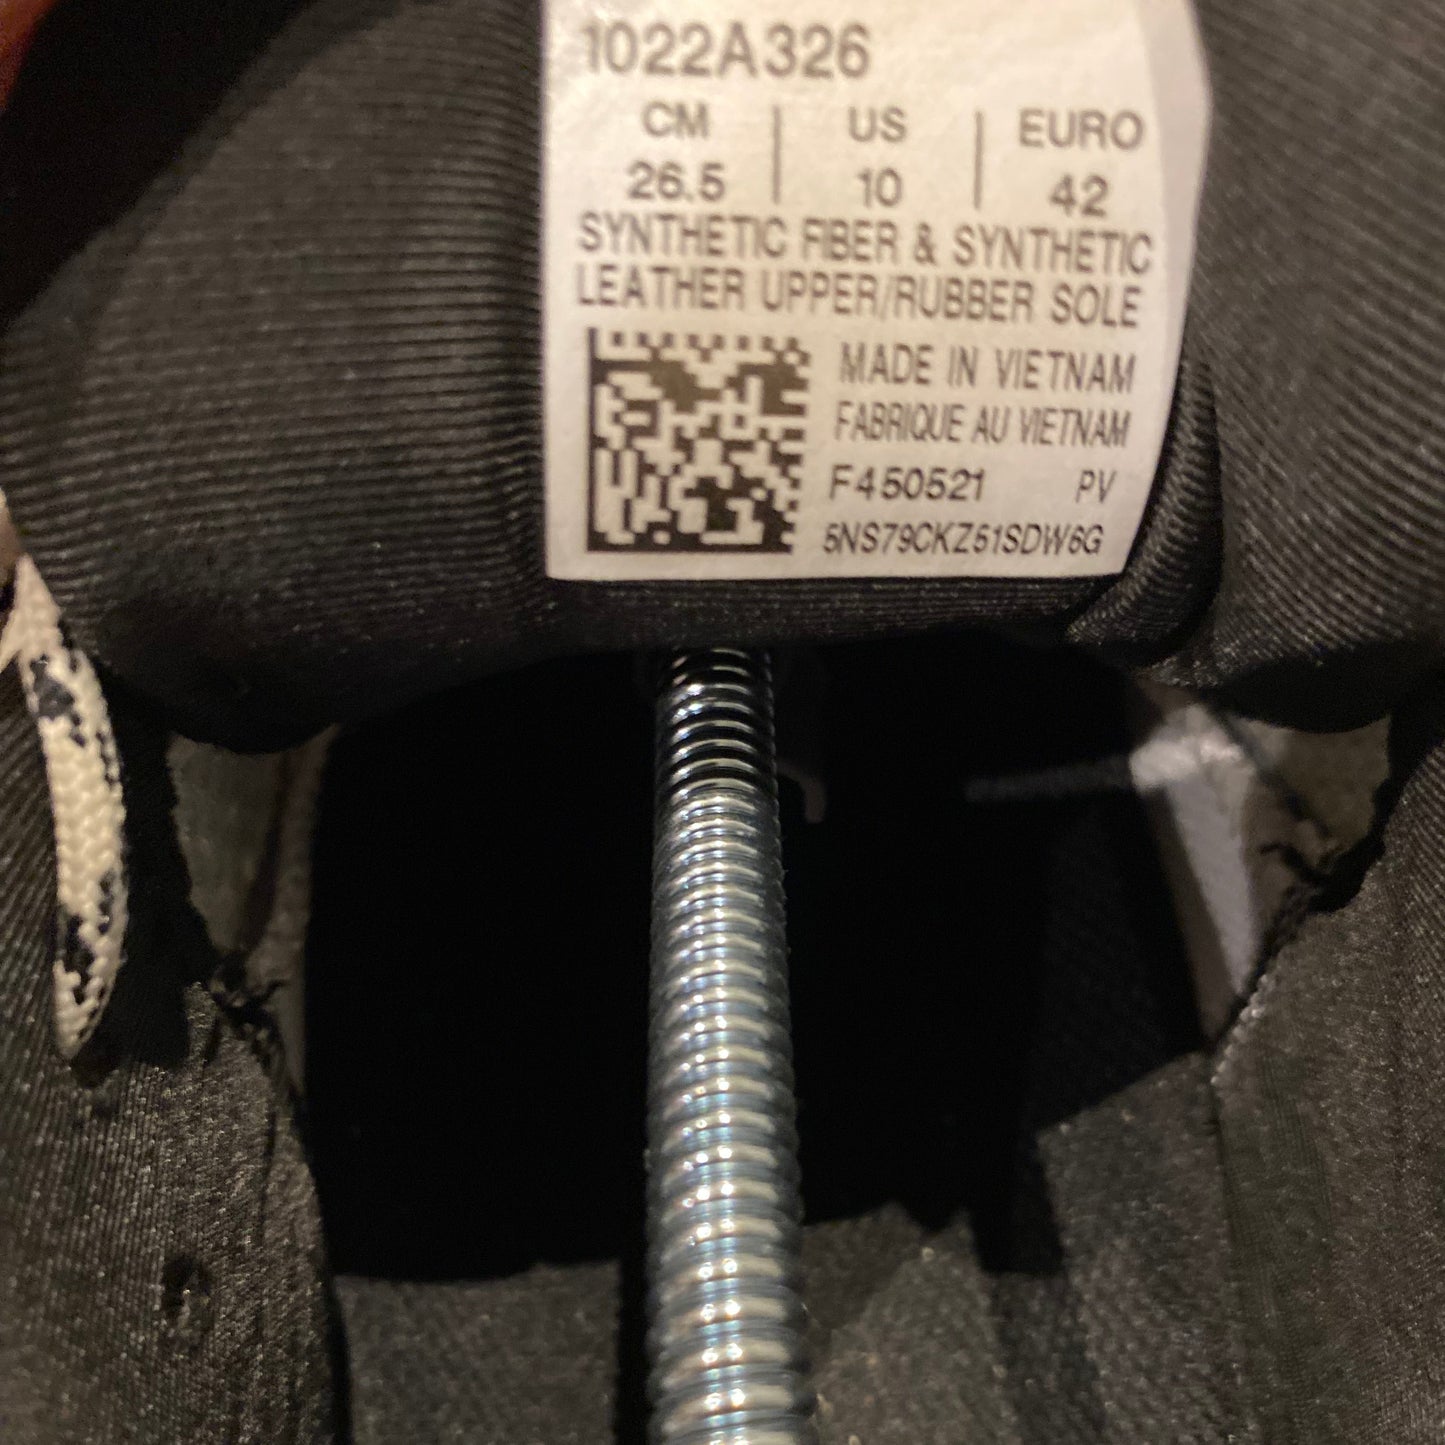 1022A326
CM | US | EURO
26.5 | 10 | 42
SYNTHETIC FIBER & SYNTHETIC
LEATHER UPPER/RUBBER SOLE
MADE IN VIETNAM
FABRIQUE AU VIETNAM
F450521 PV
5NS79CKZ51SDW6G